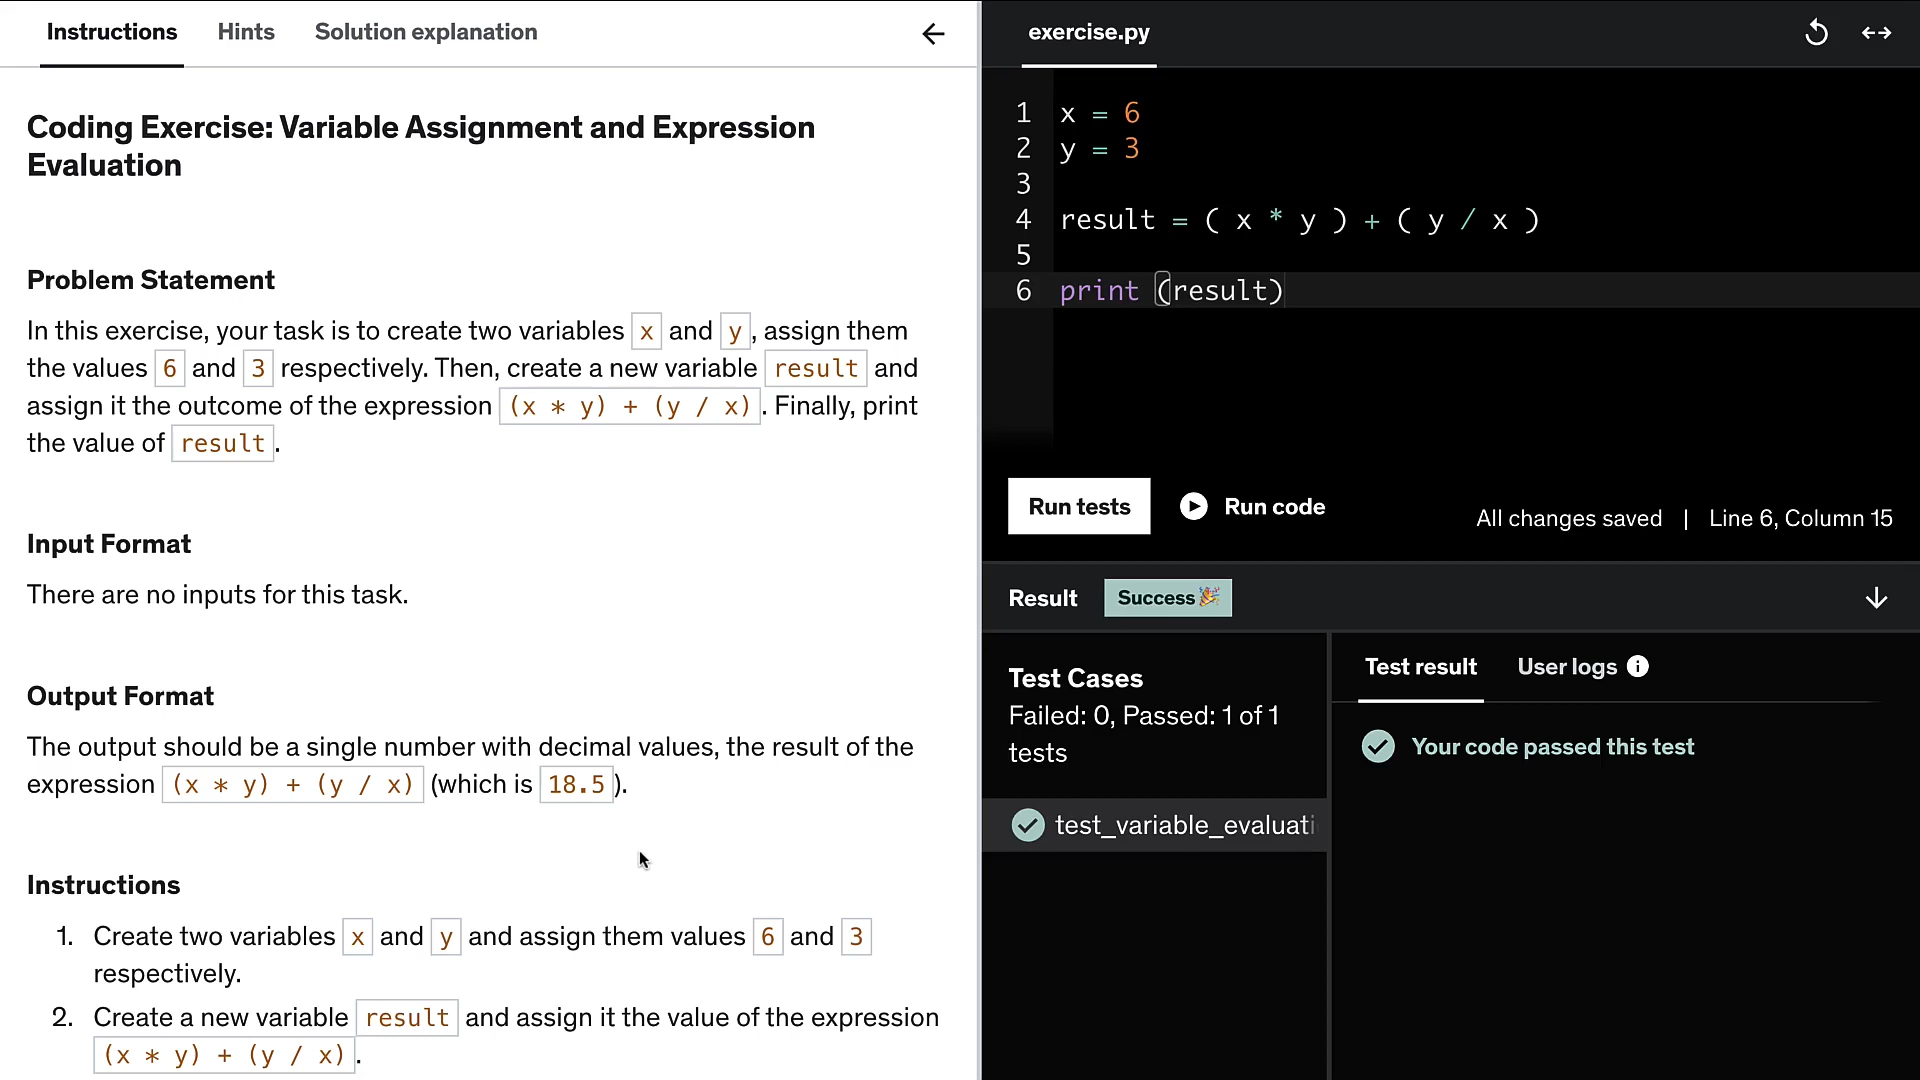 Instructions Hints Solution explanation
Coding Exercise: Variable Assignment and Expression
Evaluation
Problem Statement
In this exercise, your task is to create two variables x and y, assign them
the values 6 and 3 respectively. Then, create a new variable result and
assign it the outcome of the expression (x * y) + (y / x). Finally, print
the value of result.
Input Format
There are no inputs for this task.
Output Format
The output should be a single number with decimal values, the result of the
expression (x * y) + (y / x) (which is 18.5).
Instructions
1. Create two variables x and y and assign them values 6 and 3
respectively.
2. Create a new variable result and assign it the value of the expression
(x * y) + (y / x).
exercise.py
1 x = 6
2 y = 3
3
4 result = ( x * y ) + ( y / x )
5
6 print (result)
Run tests Run code All changes saved | Line 6, Column 15
Result Success
Test Cases
Failed: 0, Passed: 1 of 1
tests
test_variable_evaluati
Test result User logs
Your code passed this test